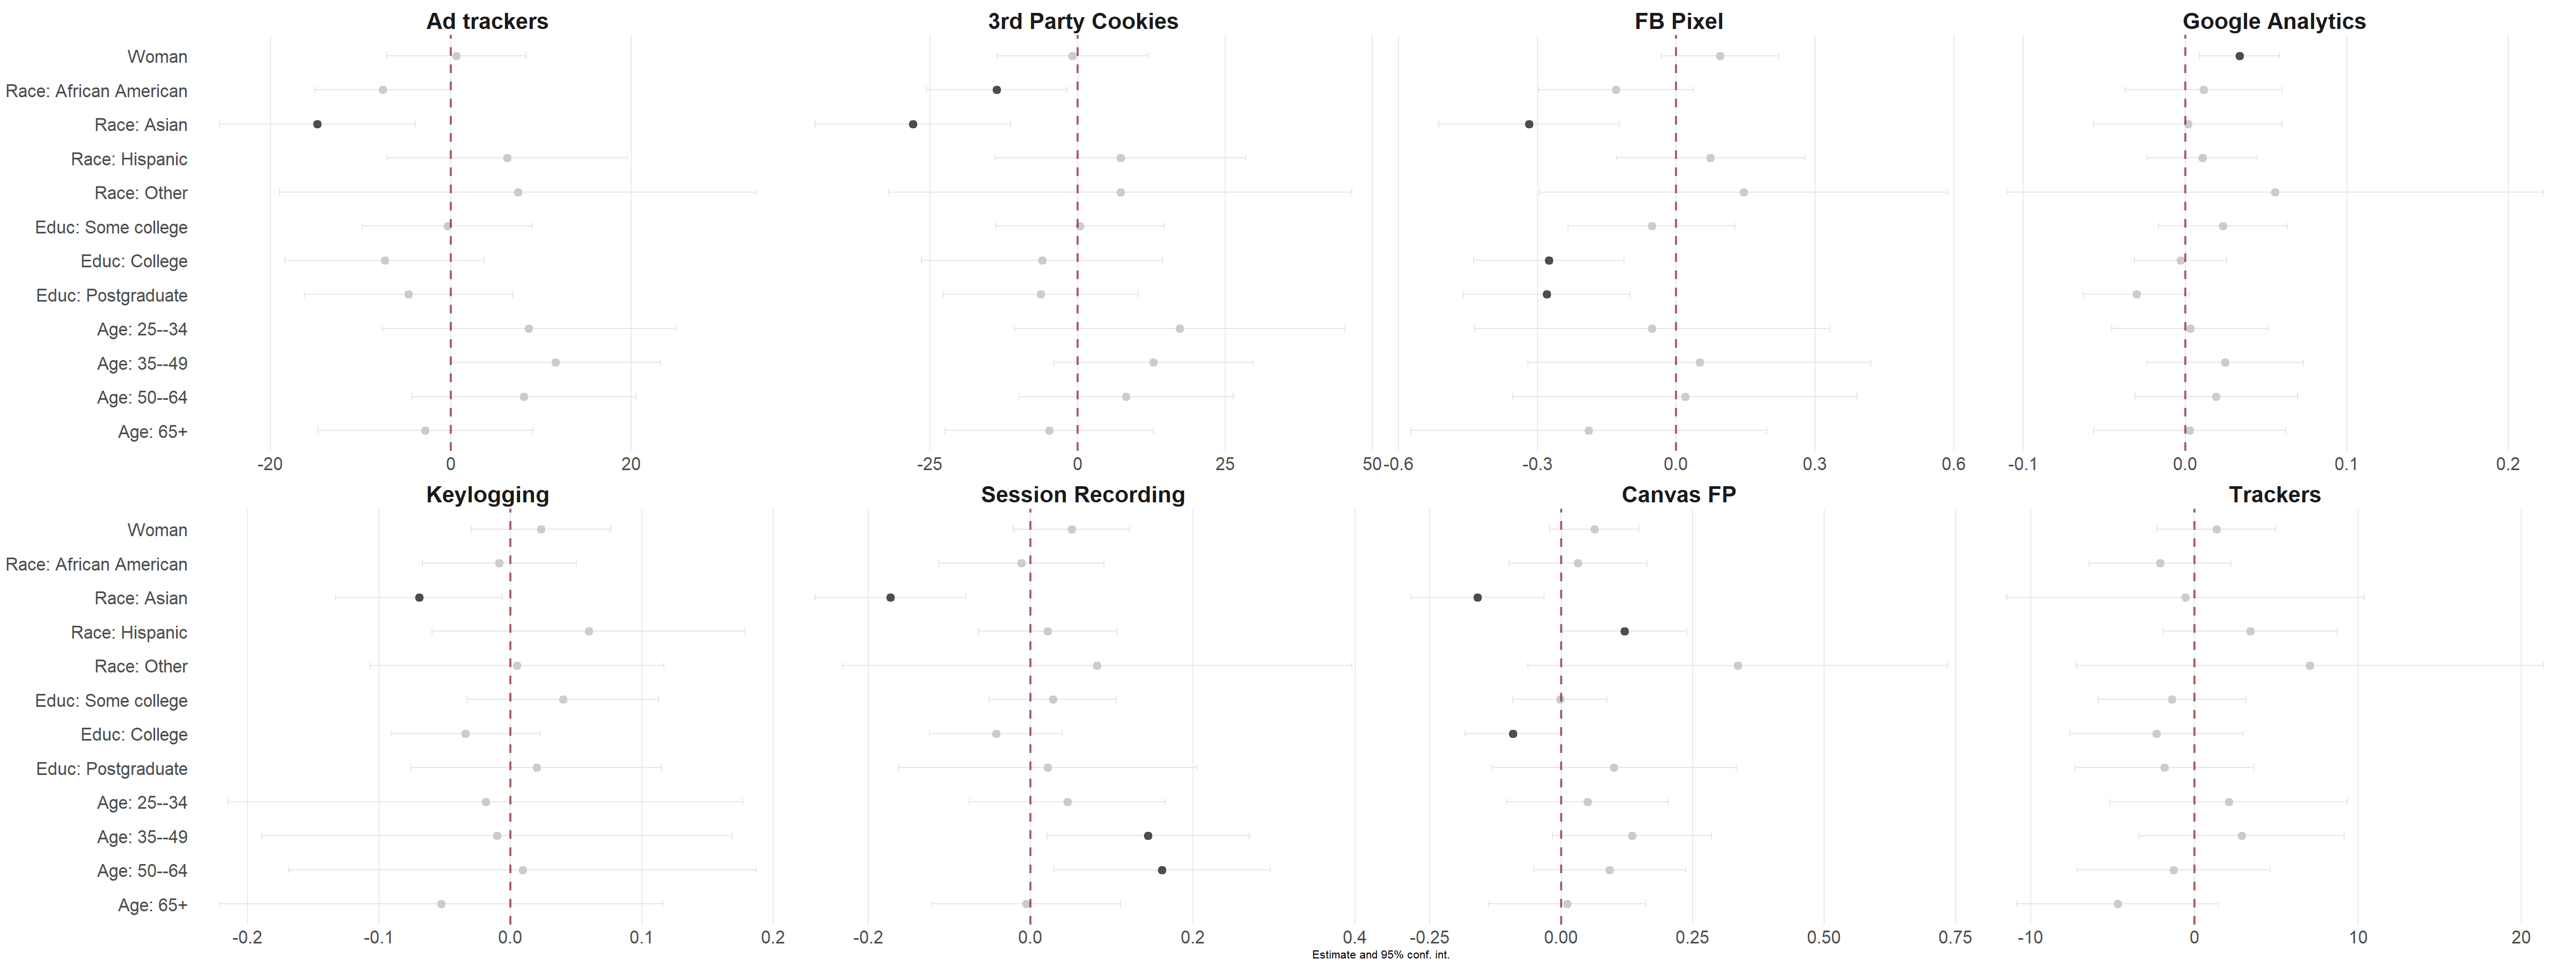 Ad trackers 3rd Party Cookies FB Pixel Google Analytics
Woman
Race: African American
Race: Asian
Race: Hispanic
Race: Other
Educ: Some college
Educ: College
Educ: Postgraduate
Age: 25--34
Age: 35--49
Age: 50--64
Age: 65+
-20 0 20 -25 0 25 50 -0.6 -0.3 0.0 0.3 0.6 -0.1 0.0 0.1 0.2
Keylogging Session Recording Canvas FP Trackers
Woman
Race: African American
Race: Asian
Race: Hispanic
Race: Other
Educ: Some college
Educ: College
Educ: Postgraduate
Age: 25--34
Age: 35--49
Age: 50--64
Age: 65+
-0.2 -0.1 0.0 0.1 0.2 -0.2 0.0 0.2 0.4 -0.25 0.00 0.25 0.50 0.75 -10 0 10 20
Estimate and 95% conf. int.